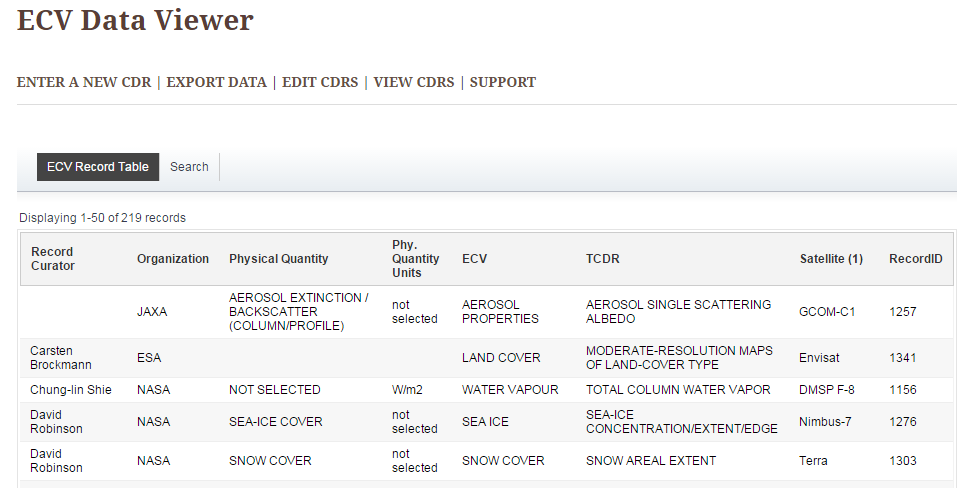 ECV Data Viewer
ENTER A NEW CDR | EXPORT DATA | EDIT CDRS | VIEW CDRS | SUPPORT
ECV Record Table Search
Displaying 1-50 of 219 records
Record Curator Organization Physical Quantity Phy. Quantity Units ECV TCDR Satellite (1) RecordID
JAXA AEROSOL EXTINCTION / BACKSCATTER (COLUMN/PROFILE) not selected AEROSOL PROPERTIES AEROSOL SINGLE SCATTERING ALBEDO GCOM-C1 1257
Carsten Brockmann ESA LAND COVER MODERATE-RESOLUTION MAPS OF LAND-COVER TYPE Envisat 1341
Chung-lin Shie NASA NOT SELECTED W/m2 WATER VAPOUR TOTAL COLUMN WATER VAPOR DMSP F-8 1156
David Robinson NASA SEA-ICE COVER not selected SEA ICE SEA-ICE CONCENTRATION/EXTENT/EDGE Nimbus-7 1276
David Robinson NASA SNOW COVER not selected SNOW COVER SNOW AREAL EXTENT Terra 1303